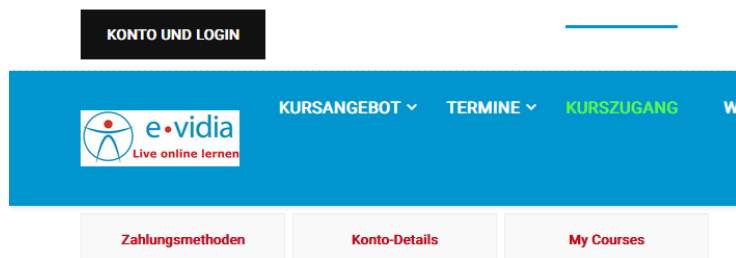 KONTO UND LOGIN
KURSANGEBOT TERMINE KURSZUGANG W
e•vidia
Live online lernen
Zahlungsmethoden Konto-Details My Courses